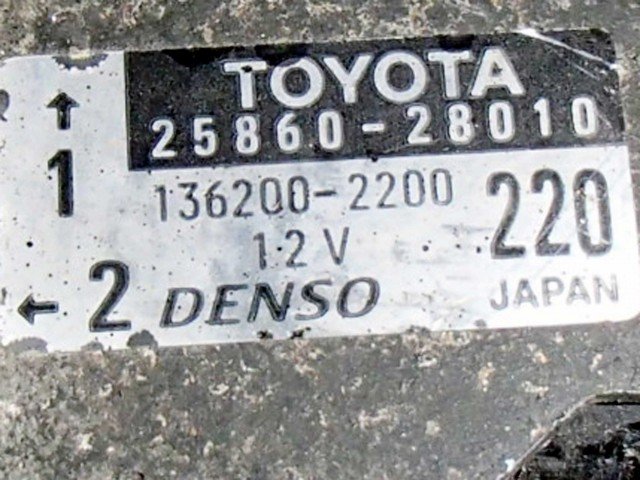 TOYOTA
25860-28010
↑
1
136200-2200
220
12V
← 2
DENSO
JAPAN